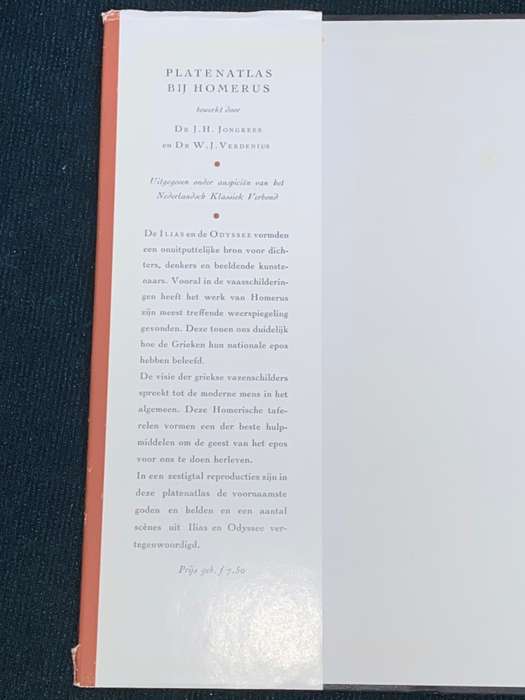 PLATENATLAS
BIJ HOMERUS
bewerkt door
DR J. H. JONGKEES
en DR W. J. VERDENIUS
Uitgegeven onder auspiciën van het
Nederlandsch Klassiek Verbond
De ILIAS en de ODYSSEE vormden
een onuitputtelijke bron voor dich-
ters, denkers en beeldende kunste-
naars. Vooral in de vaasschilderin-
gen heeft het werk van Homerus
zijn meest treffende weerspiegeling
gevonden. Deze tonen ons duidelijk
hoe de Grieken hun nationale epos
hebben beleefd.
De visie der griekse vazenschilders
spreekt tot de moderne mens in het
algemeen. Deze Homerische tafe-
relen vormen een der beste hulp-
middelen om de geest van het epos
voor ons te doen herleven.
In een zestigtal reproducties zijn in
deze platenatlas de voornaamste
goden en helden en een aantal
scènes uit Ilias en Odyssee ver-
tegenwoordigd.
Prijs geb. f 7.50